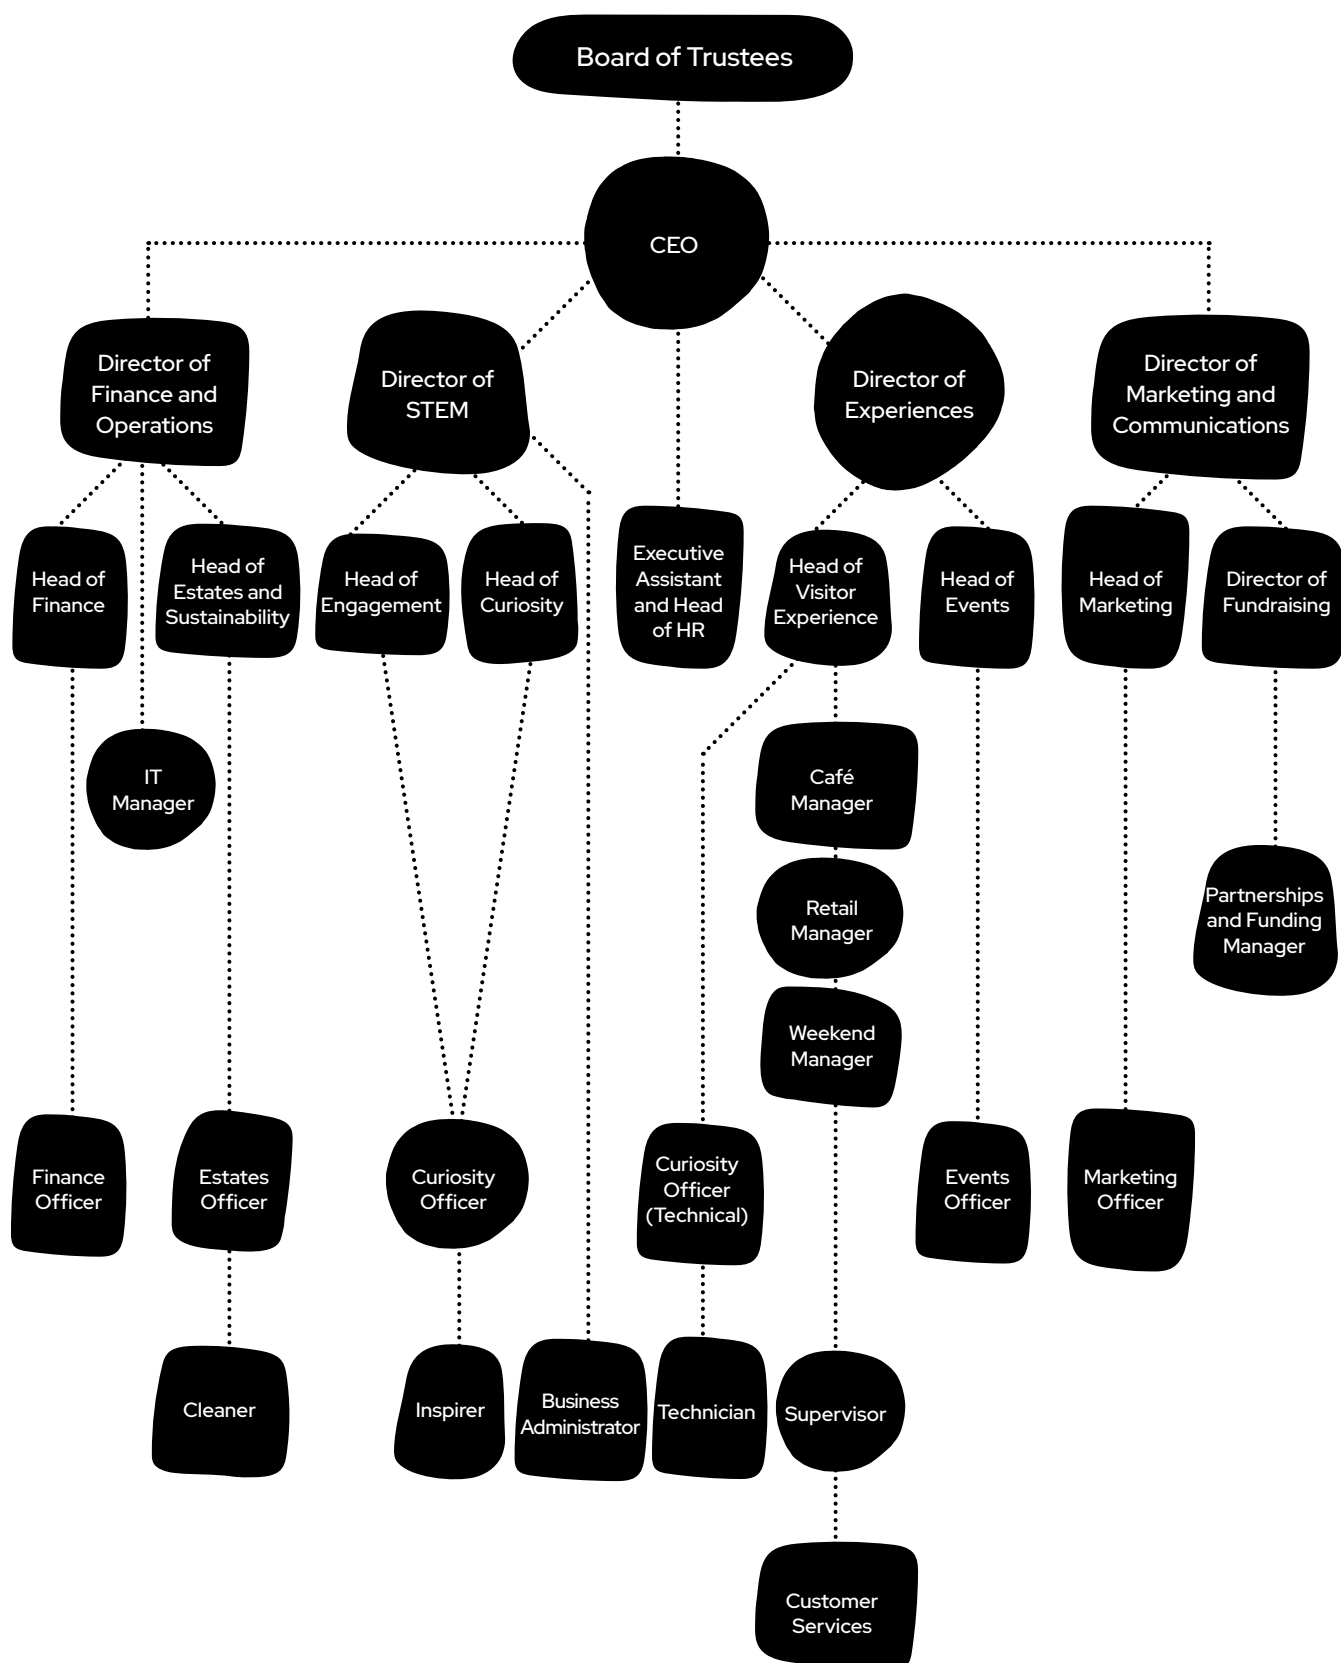 Board of Trustees
CEO
Director of
Finance and
Operations
Director of
STEM
Director of
Experiences
Director of
Marketing and
Communications
Head of
Finance
Head of
Estates and
Sustainability
Head of
Engagement
Head of
Curiosity
Executive
Assistant
and Head
of HR
Head of
Visitor
Experience
Head of
Events
Head of
Marketing
Director of
Fundraising
IT
Manager
Café
Manager
Retail
Manager
Partnerships
and Funding
Manager
Weekend
Manager
Finance
Officer
Estates
Officer
Curiosity
Officer
Curiosity
Officer
(Technical)
Events
Officer
Marketing
Officer
Cleaner
Inspirer
Business
Administrator
Technician
Supervisor
Customer
Services